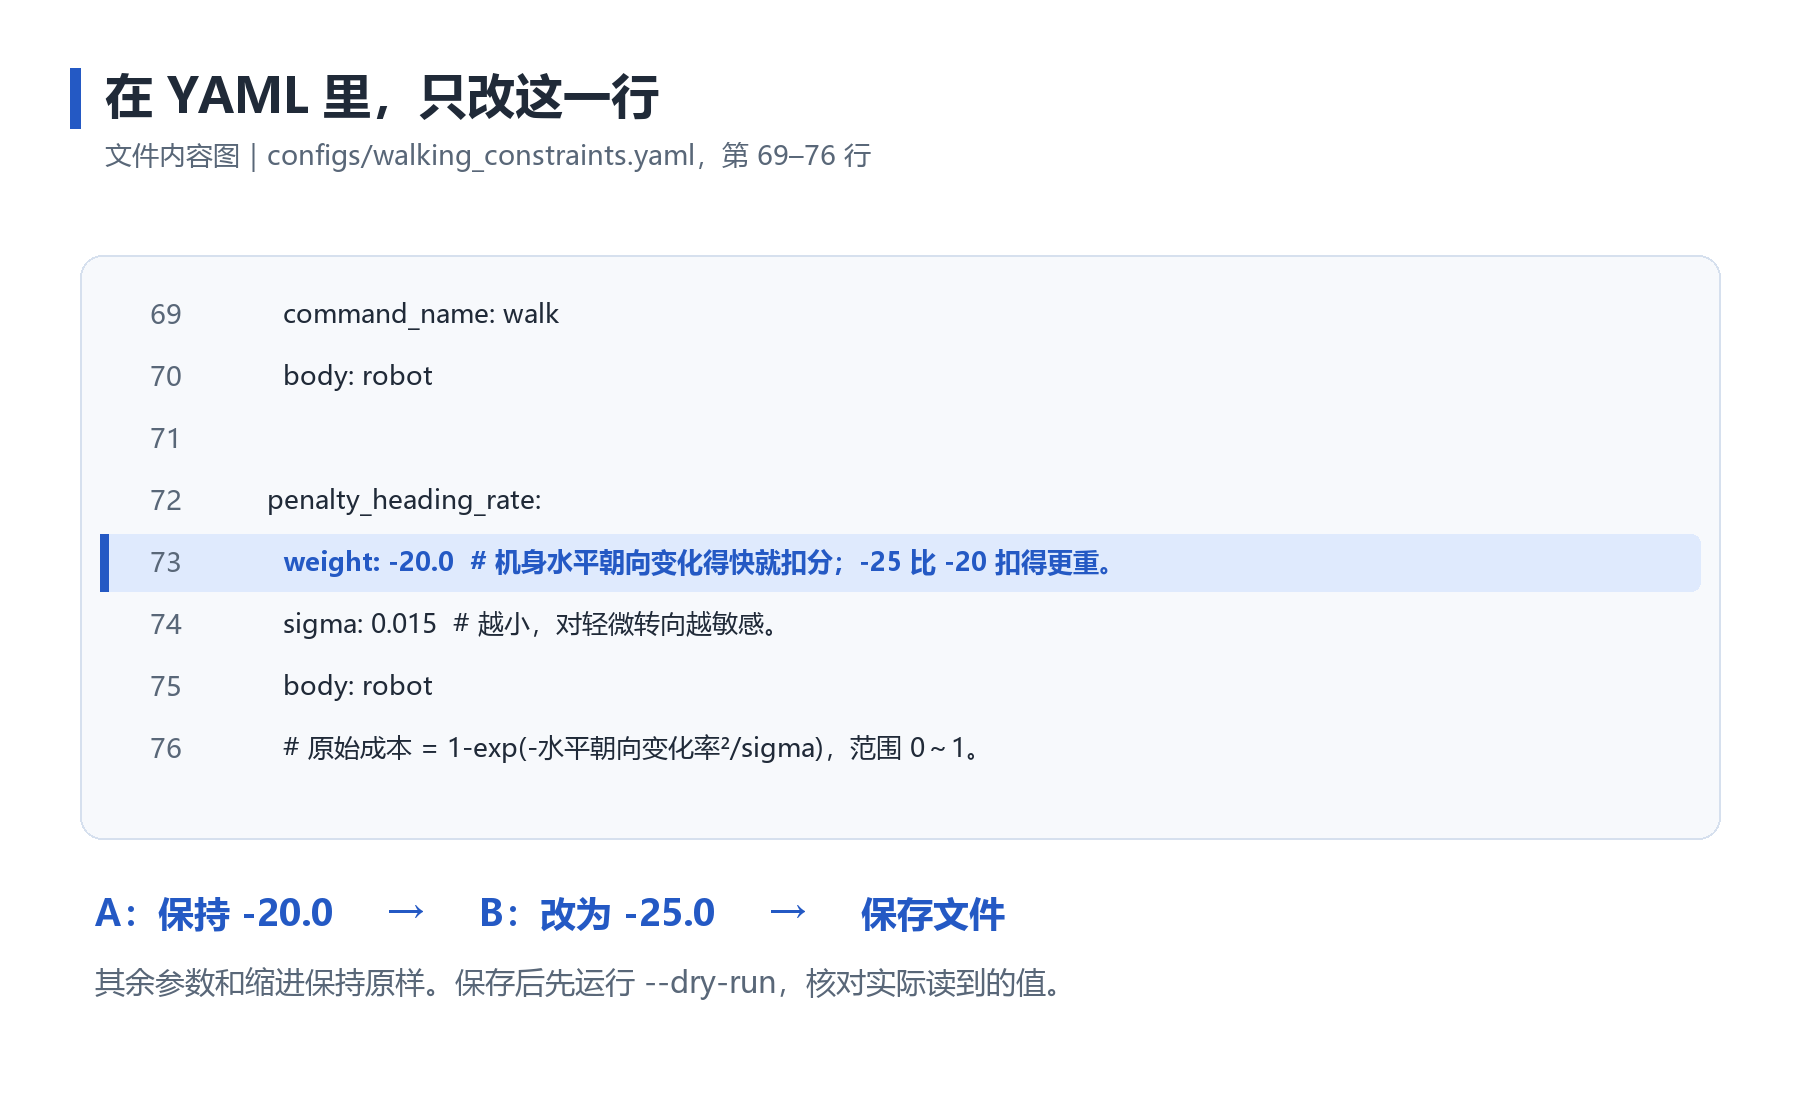 在 YAML 里，只改这一行
文件内容图 | configs/walking_constraints.yaml，第 69–76 行
69 command_name: walk
70 body: robot
71
72 penalty_heading_rate:
73 weight: -20.0 # 机身水平朝向变化得快就扣分；-25 比 -20 扣得更重。
74 sigma: 0.015 # 越小，对轻微转向越敏感。
75 body: robot
76 # 原始成本 = 1-exp(-水平朝向变化率²/sigma)，范围 0～1。
A：保持 -20.0 → B：改为 -25.0 → 保存文件
其余参数和缩进保持原样。保存后先运行 --dry-run，核对实际读到的值。